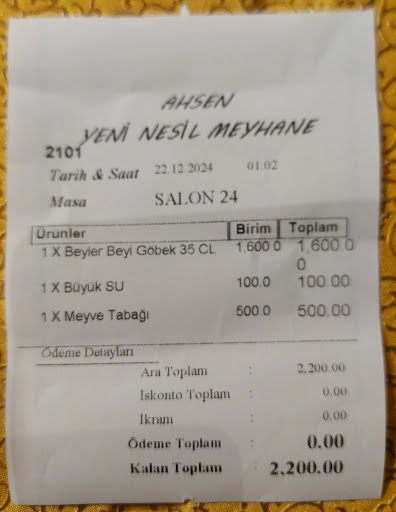 AHSEN
YENİ NESİL MEYHANE
2101
Tarih & Saat 22.12.2024 01:02
Masa SALON 24
Ürünler Birim Toplam
1 X Beyler Beyi Göbek 35 CL 1,600.0 1,600.0
0
1 X Büyük SU 100.0 100.00
1 X Meyve Tabağı 500.0 500.00
Ödeme Detayları
Ara Toplam : 2,200.00
İskonto Toplam : 0.00
İkram : 0.00
Ödeme Toplam : 0.00
Kalan Toplam : 2,200.00